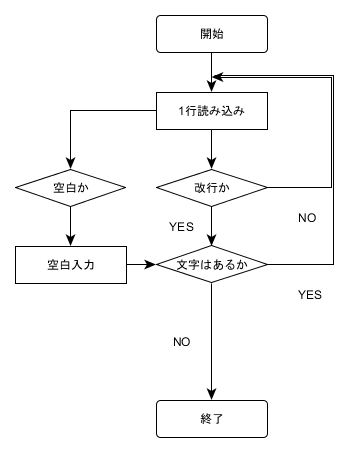 開始
1行読み込み
空白か
改行か
NO
YES
空白入力
文字はあるか
YES
NO
終了